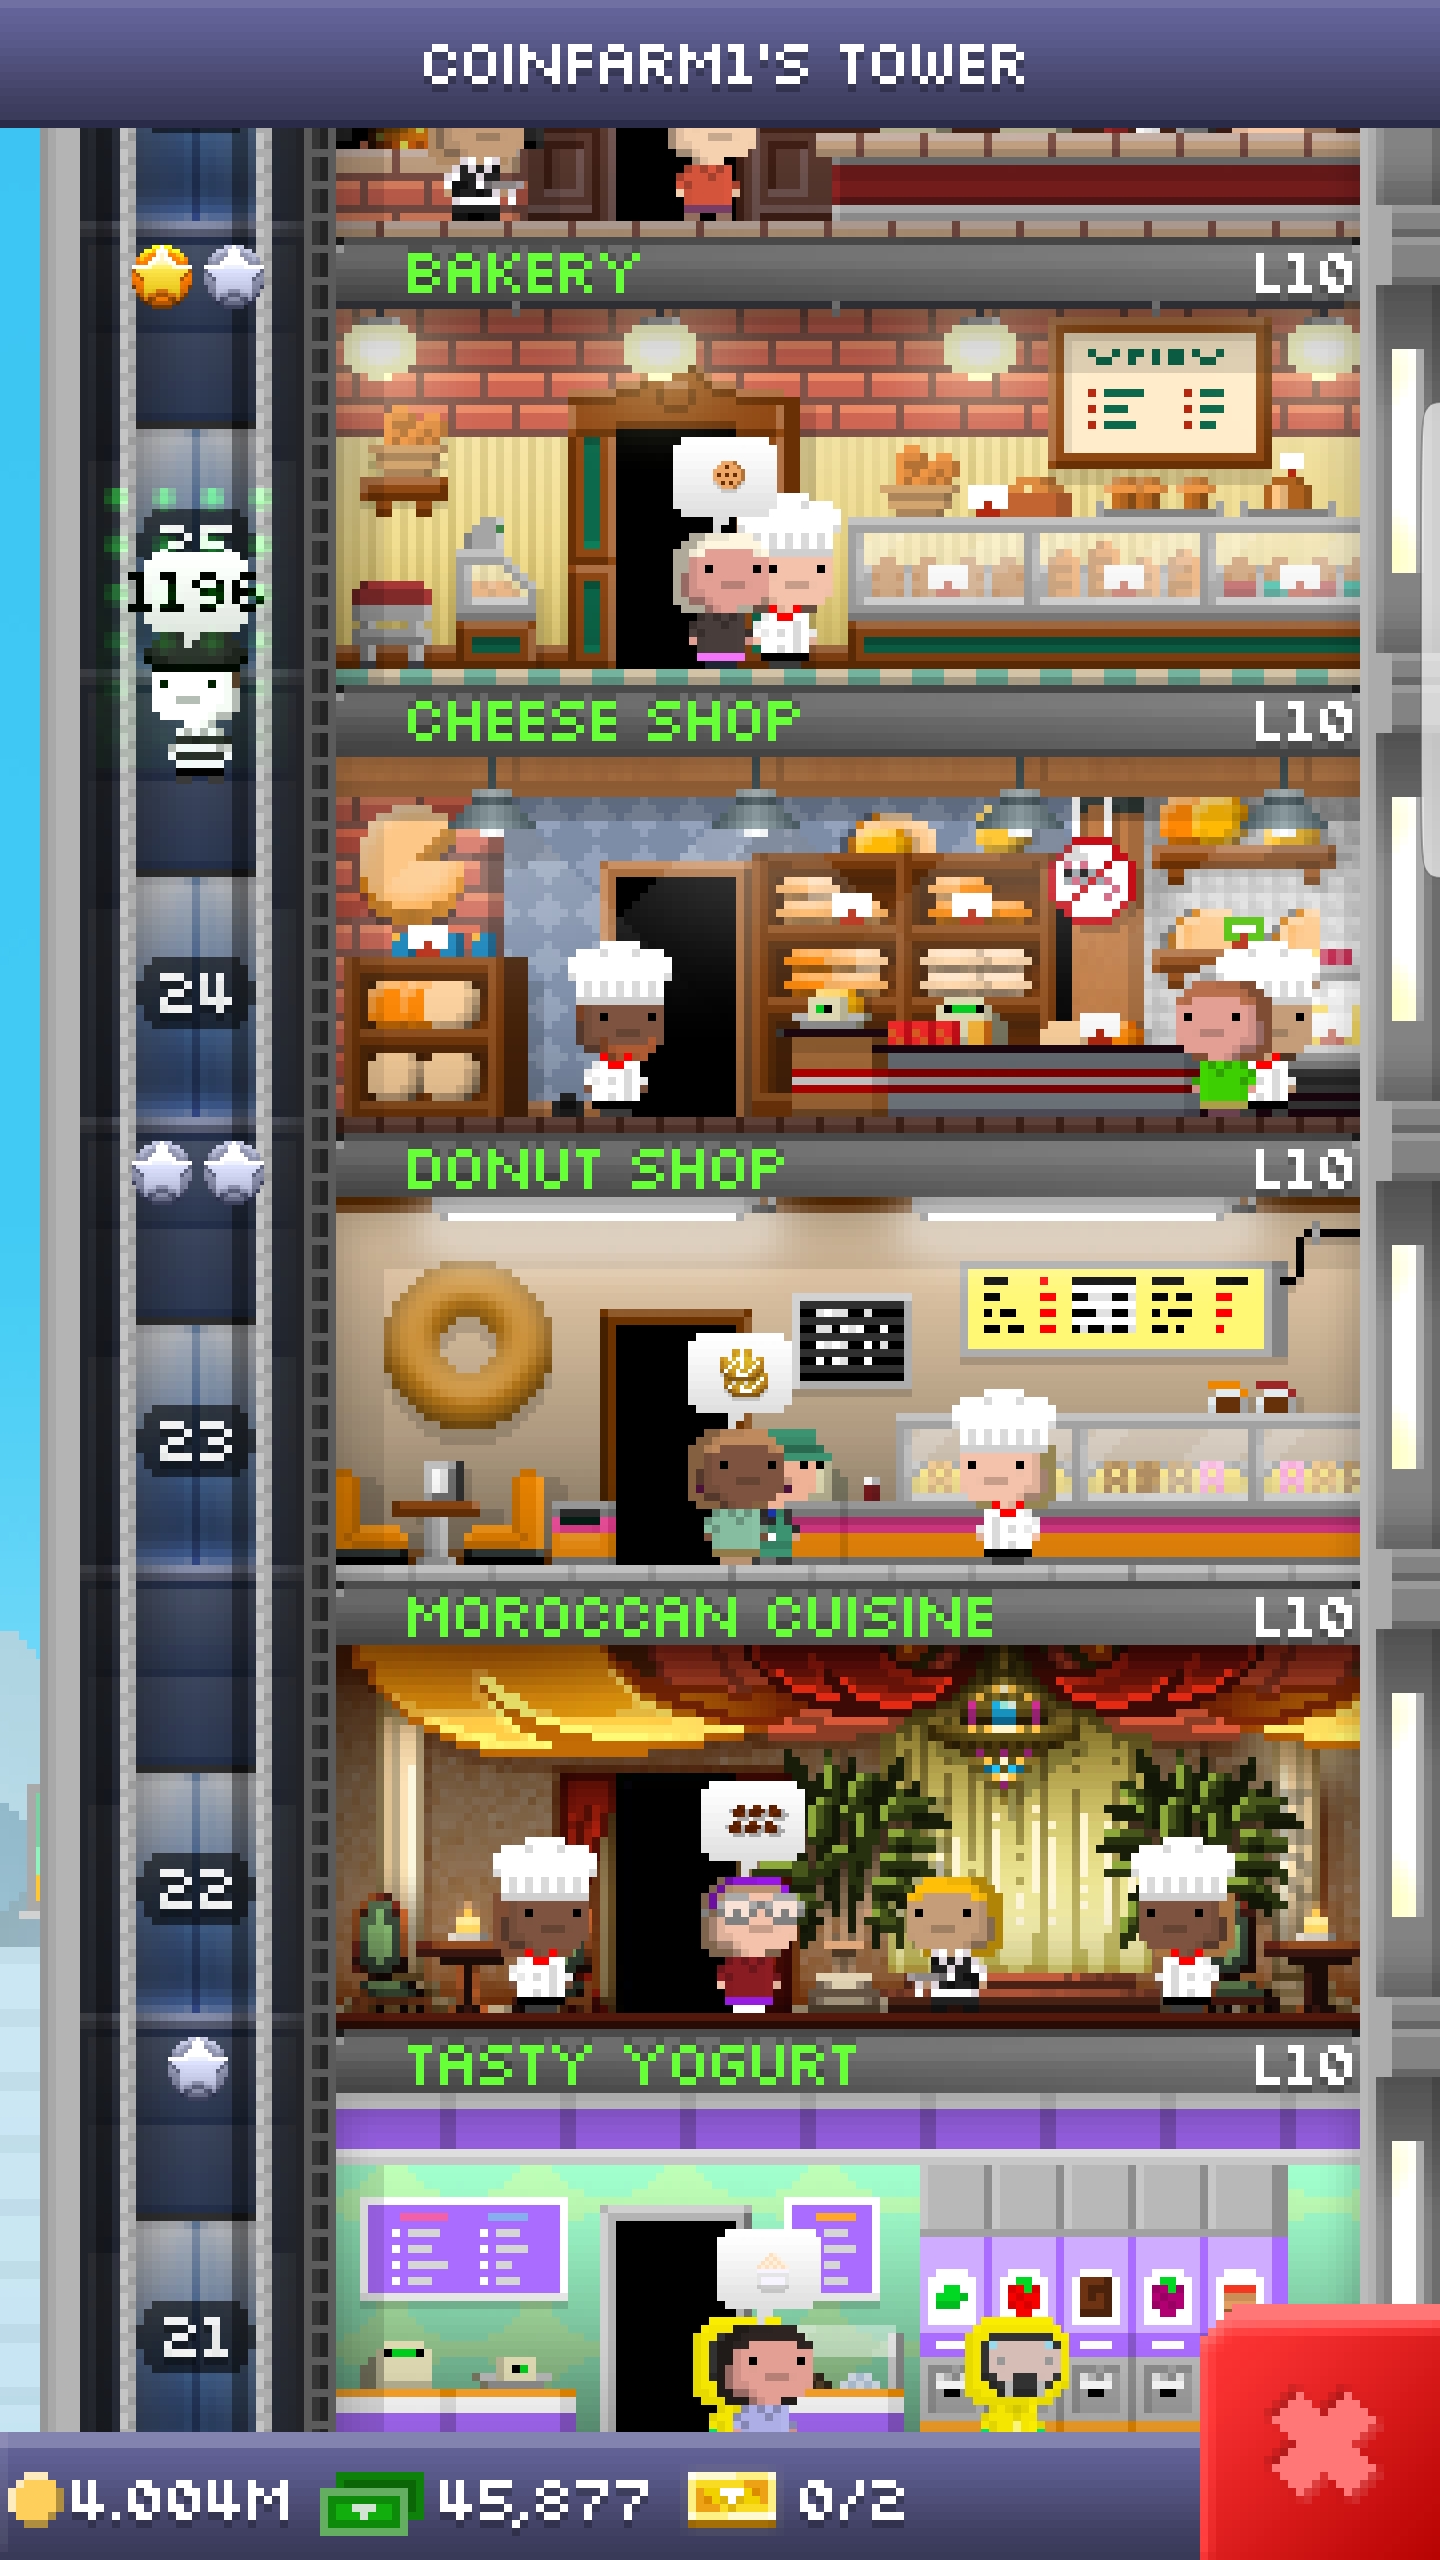 COINFARM1'S TOWER
BAKERY L10
25
1196
CHEESE SHOP L10
24
DONUT SHOP L10
23
MOROCCAN CUISINE L10
22
TASTY YOGURT L10
21
4.004M 45,877 0/2